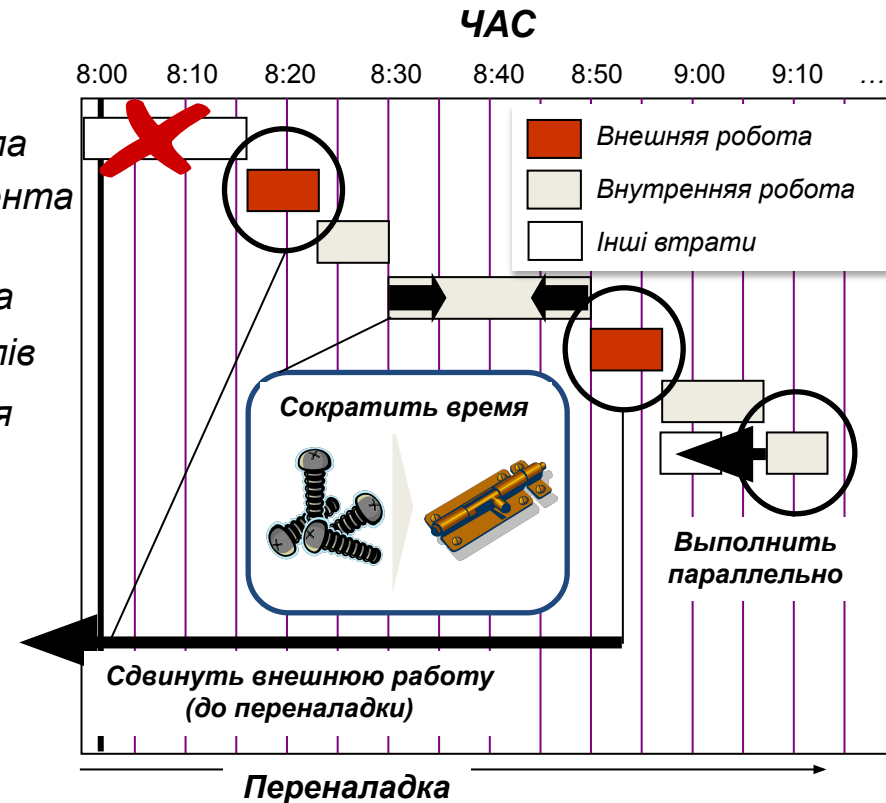 ЧАС
8:00 8:10 8:20 8:30 8:40 8:50 9:00 9:10 ...
Внешняя робота
Внутренняя робота
Інші втрати
Сократить время
Выполнить
параллельно
Сдвинуть внешнюю работу
(до переналадки)
Переналадка